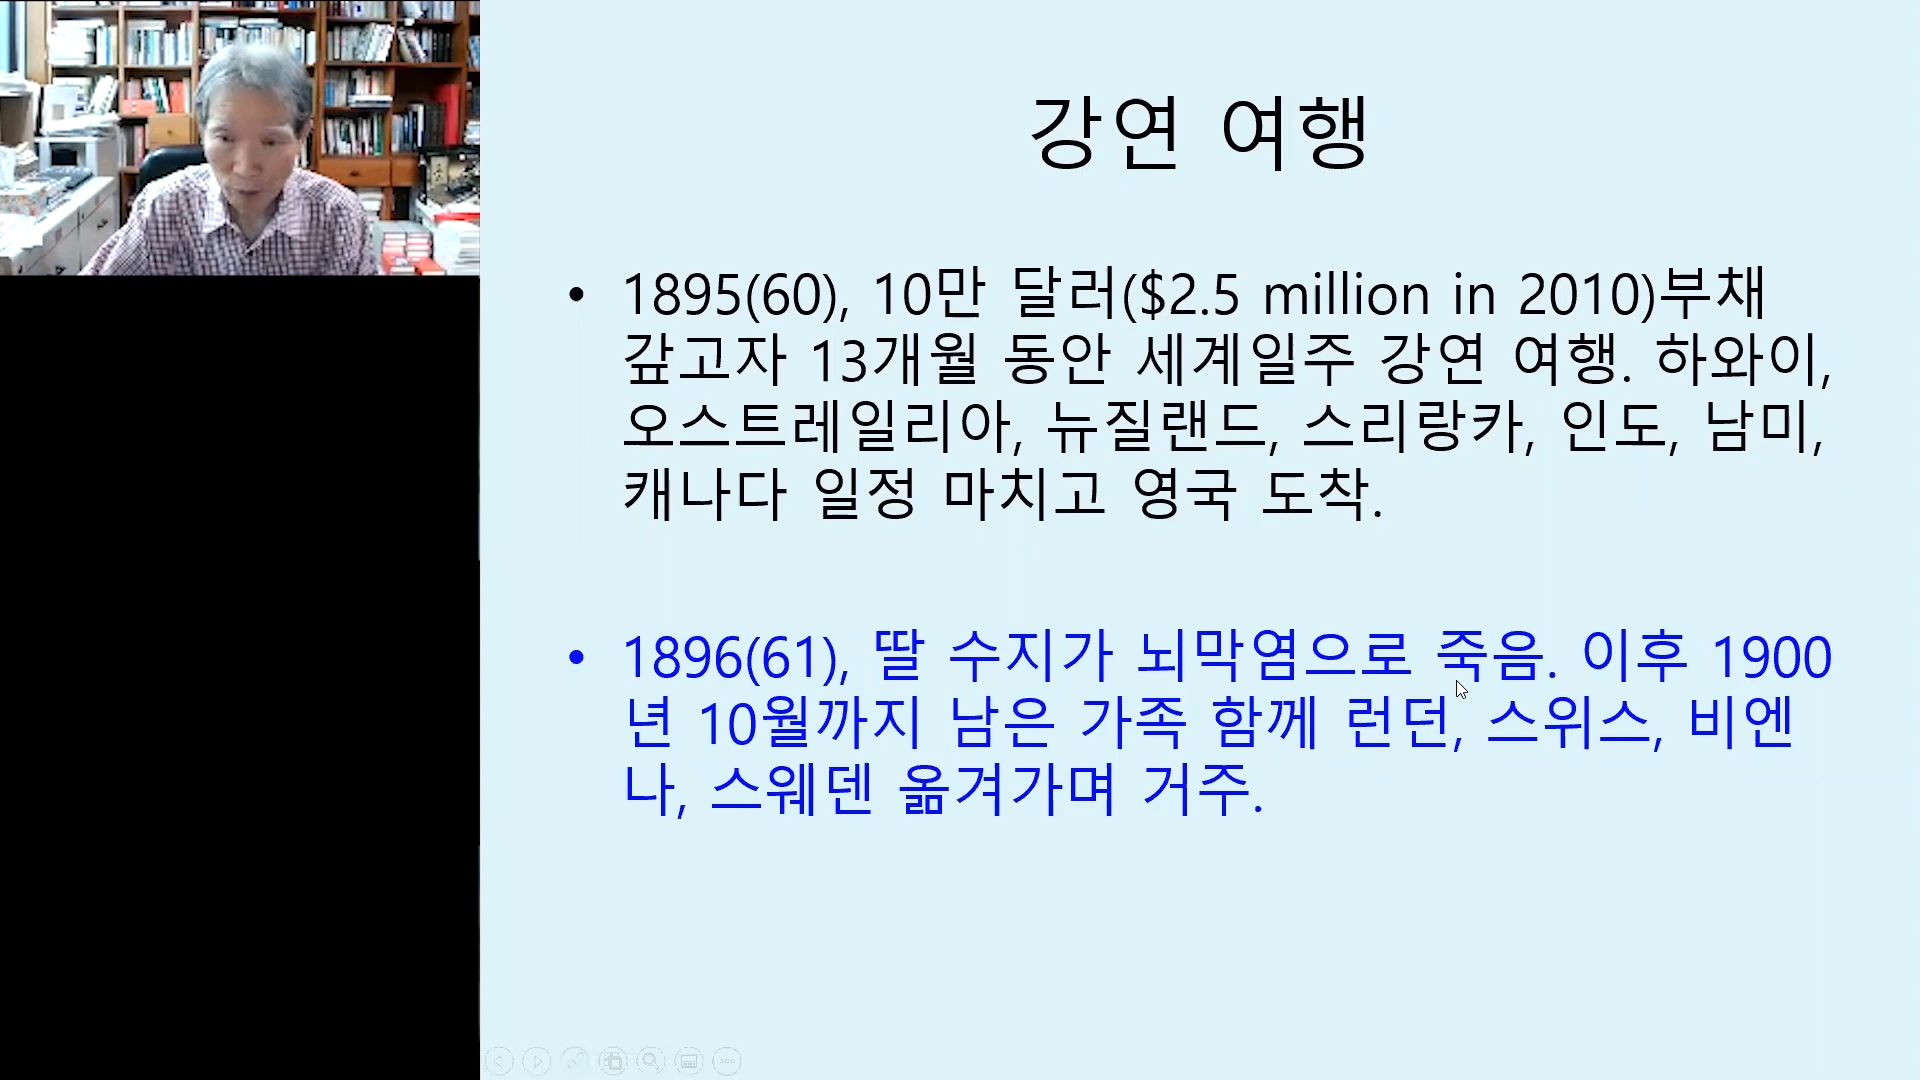 강연 여행
• 1895(60), 10만 달러($2.5 million in 2010)부채
갚고자 13개월 동안 세계일주 강연 여행. 하와이,
오스트레일리아, 뉴질랜드, 스리랑카, 인도, 남미,
캐나다 일정 마치고 영국 도착.
• 1896(61), 딸 수지가 뇌막염으로 죽음. 이후 1900
년 10월까지 남은 가족 함께 런던, 스위스, 비엔
나, 스웨덴 옮겨가며 거주.